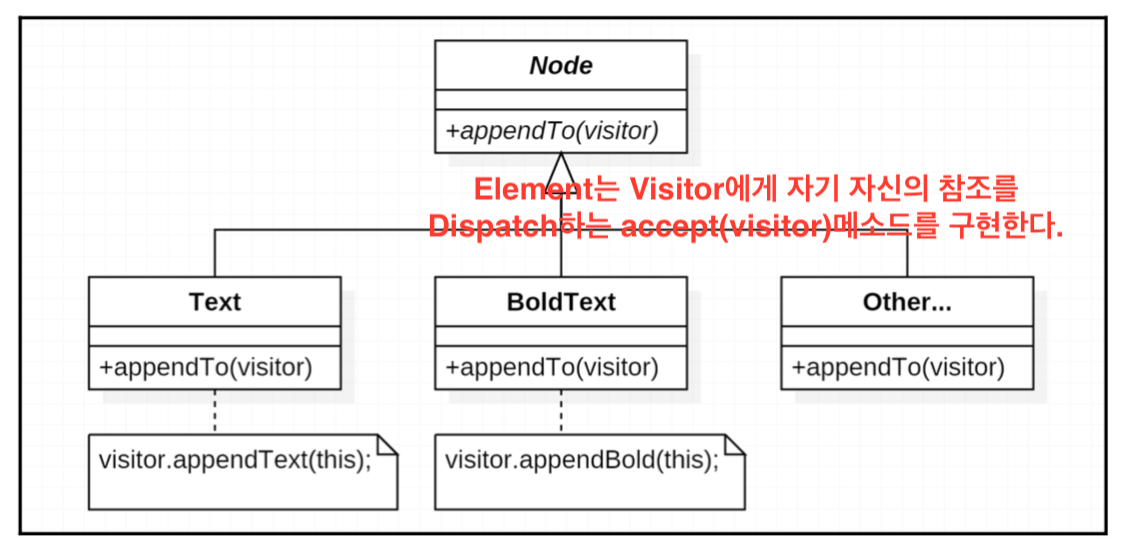 Node
+appendTo(visitor)
Element는 Visitor에게 자기 자신의 참조를
Dispatch하는 accept(visitor)메소드를 구현한다.
Text
+appendTo(visitor)
BoldText
+appendTo(visitor)
Other...
+appendTo(visitor)
visitor.appendText(this);
visitor.appendBold(this);